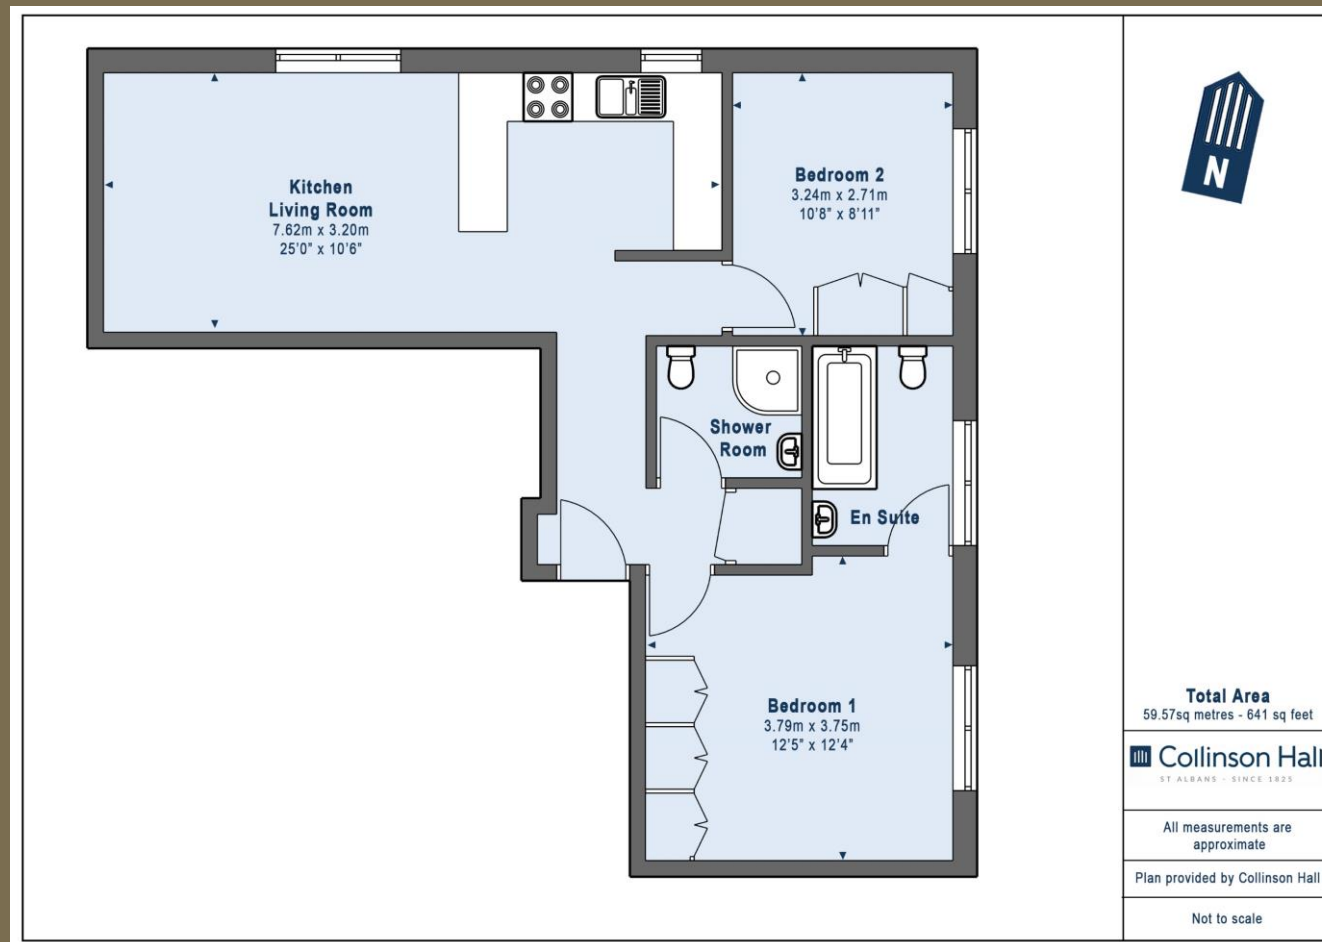 Kitchen
Living Room
7.62m x 3.20m
25'0" x 10'6"
Bedroom 2
3.24m x 2.71m
10'8" x 8'11"
Shower
Room
En Suite
Bedroom 1
3.79m x 3.75m
12'5" x 12'4"
N
Total Area
59.57sq metres - 641 sq feet
Collinson Hall
ST ALBANS - SINCE 1825
All measurements are
approximate
Plan provided by Collinson Hall
Not to scale